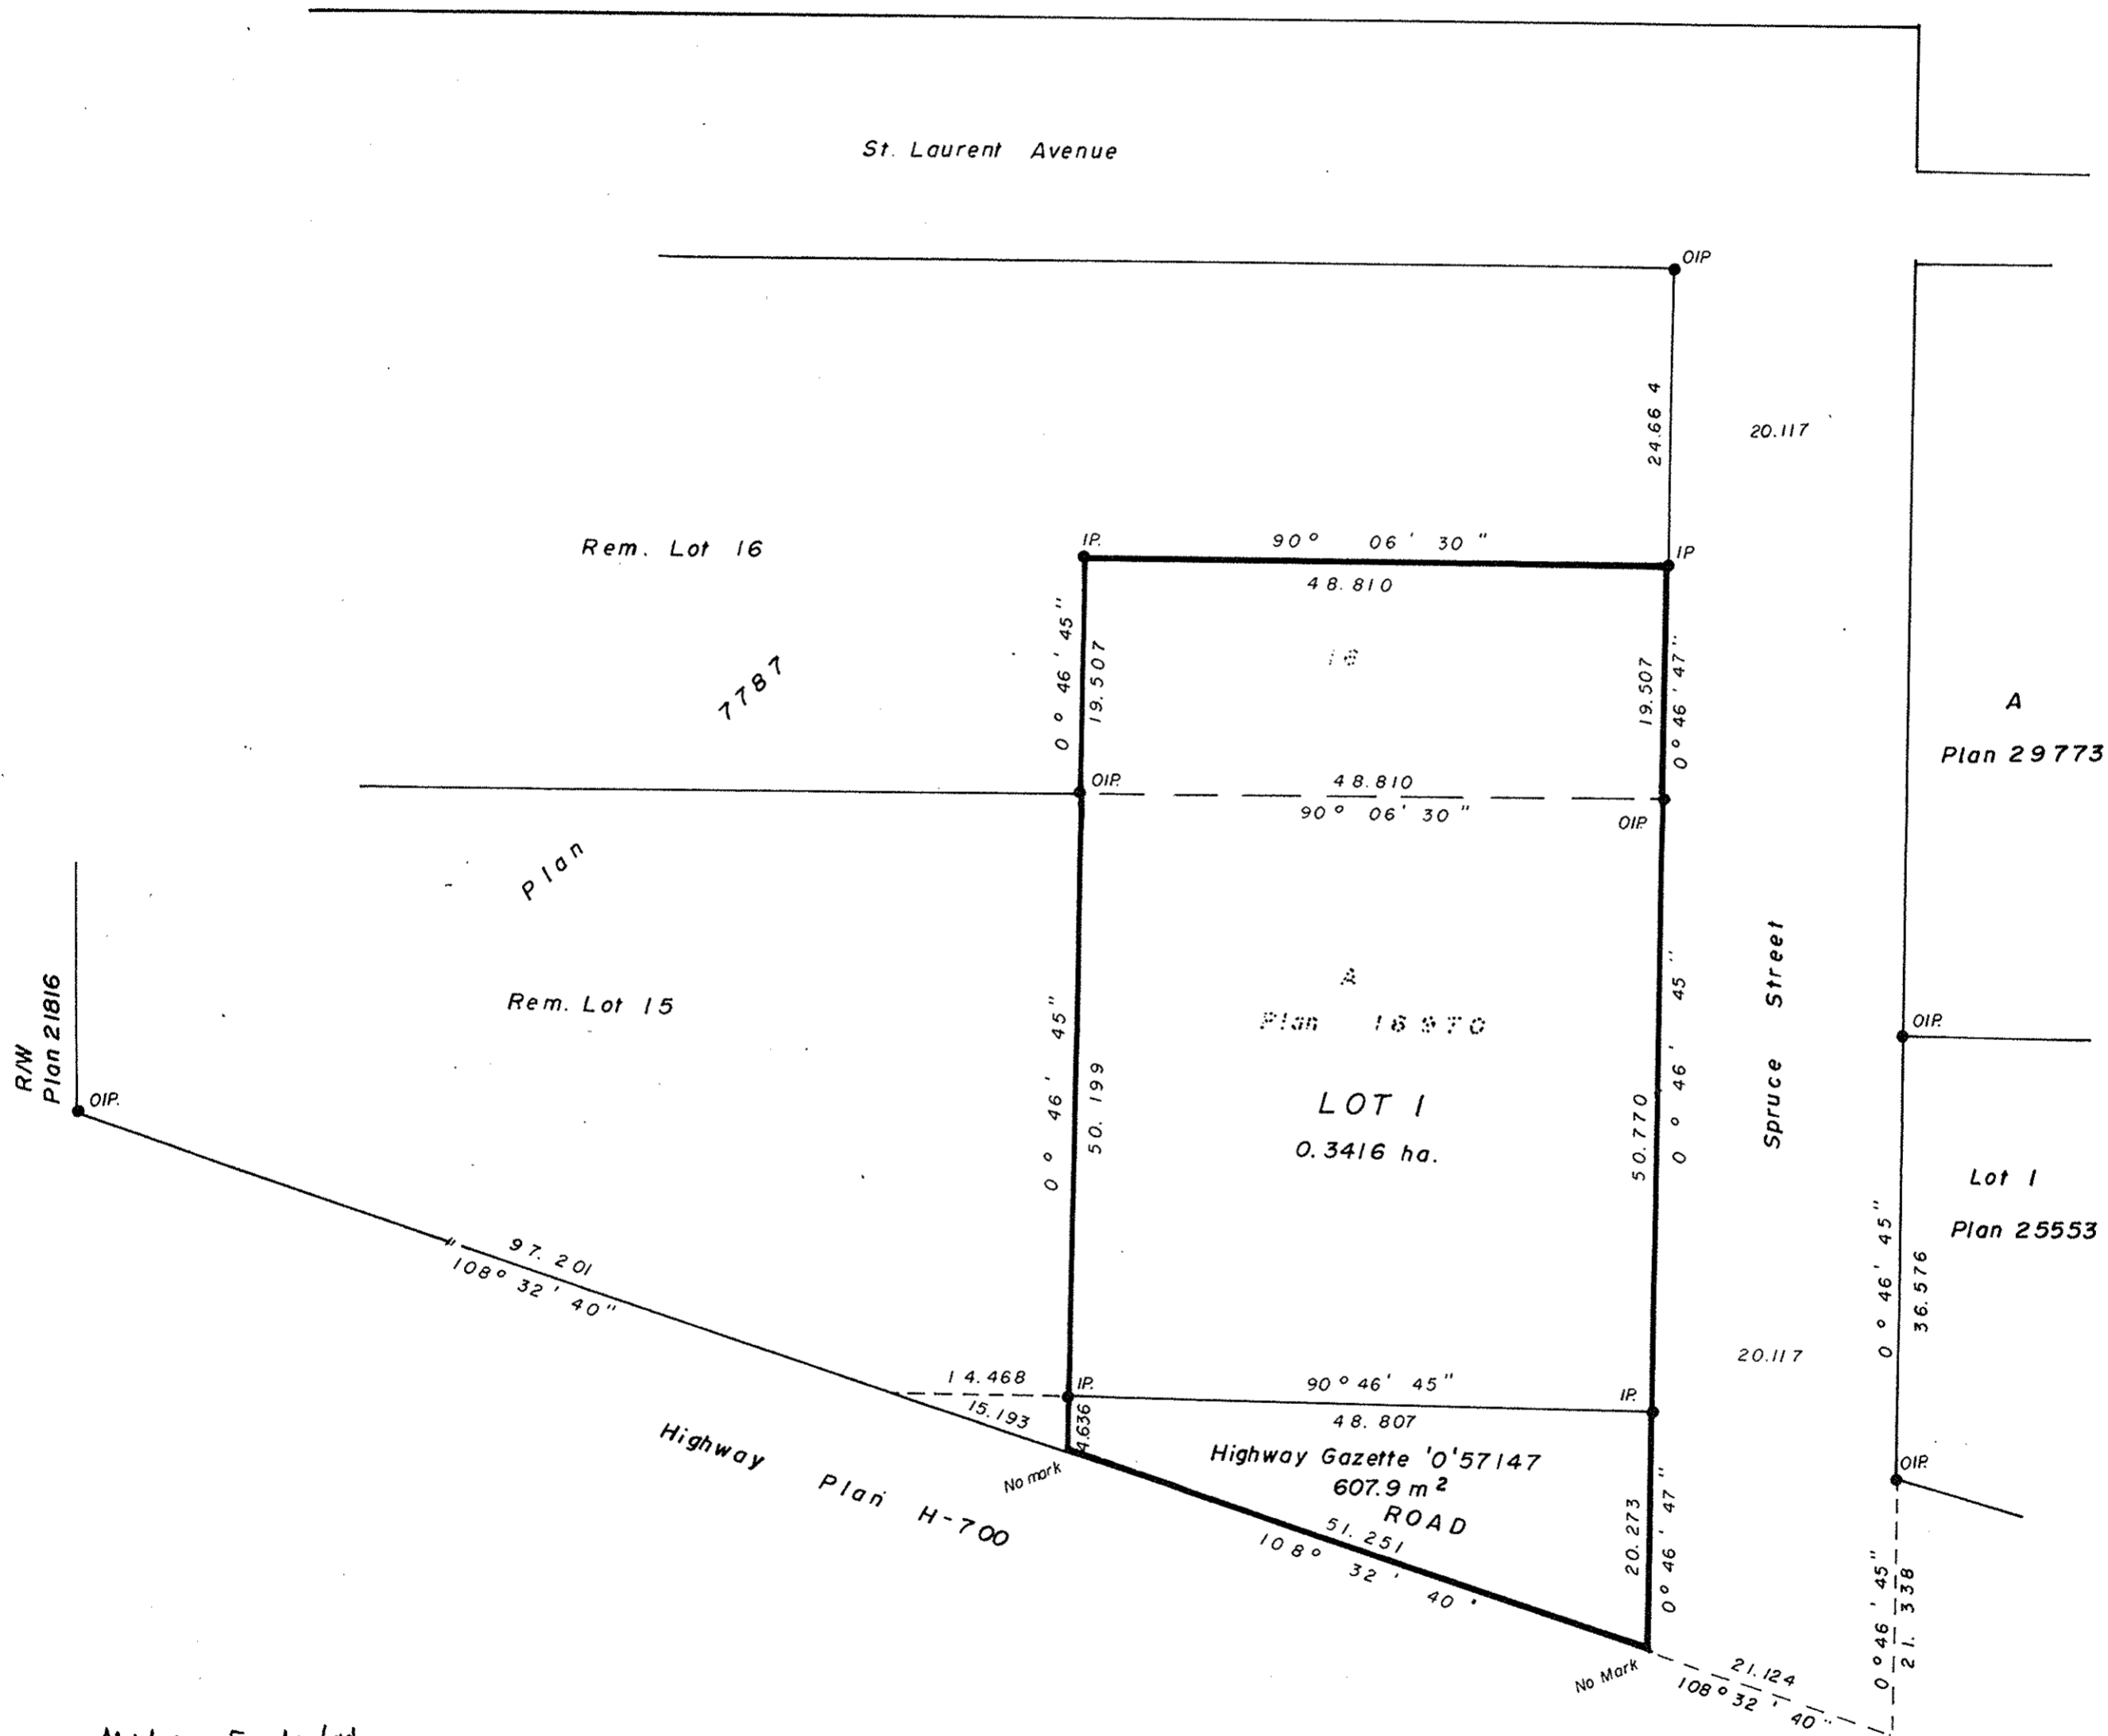 St. Laurent Avenue
OIP
24.664
20.117
Rem. Lot 16
IP.
90° 06' 30"
IP
48.810
0° 46' 45"
19.507
16
19.507
0° 46' 47"
7787
A
Plan 29773
OIP.
48.810
90° 06' 30"
OIP.
Plan
R/W
Plan 21816
OIP.
Rem. Lot 15
0° 46' 45"
50.199
A
Plan 16970
LOT 1
0.3416 ha.
50.770
0° 46' 45"
Spruce Street
OIP.
Lot 1
Plan 25553
0° 46' 45"
36.576
97.201
108° 32' 40"
20.117
14.468
IP.
90° 46' 45"
IP.
15.193
4.636
48.807
Highway Gazette 'O'57147
607.9 m²
ROAD
Highway Plan H-700
No mark
51.251
108° 32' 40"
20.273
0° 46' 47"
OIP.
No Mark
21.124
108° 32' 40"
0° 46' 45"
21.338